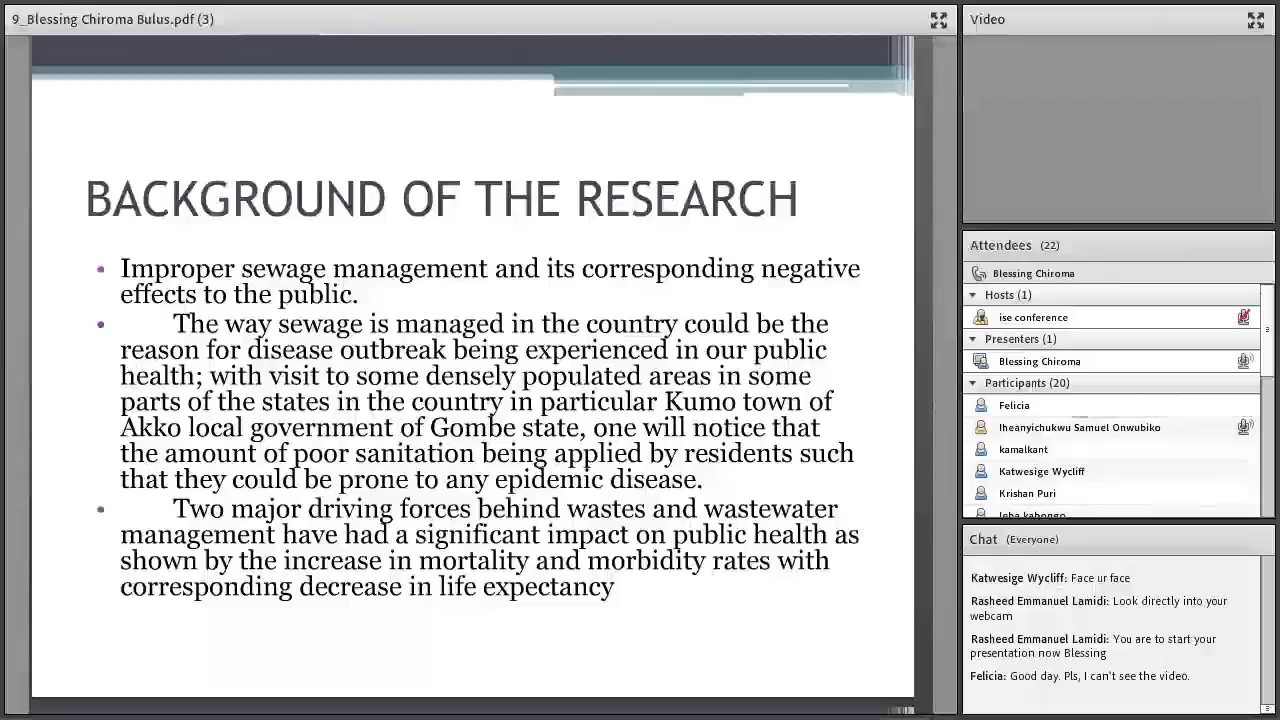 9_Blessing Chiroma Bulus.pdf (3)
BACKGROUND OF THE RESEARCH
• Improper sewage management and its corresponding negative
effects to the public.
• The way sewage is managed in the country could be the
reason for disease outbreak being experienced in our public
health; with visit to some densely populated areas in some
parts of the states in the country in particular Kumo town of
Akko local government of Gombe state, one will notice that
the amount of poor sanitation being applied by residents such
that they could be prone to any epidemic disease.
• Two major driving forces behind wastes and wastewater
management have had a significant impact on public health as
shown by the increase in mortality and morbidity rates with
corresponding decrease in life expectancy
Video
Attendees (22)
Blessing Chiroma
Hosts (1)
ise conference
Presenters (1)
Blessing Chiroma
Participants (20)
Felicia
Iheanyichukwu Samuel Onwubiko
kamalkant
Katwesige Wycliff
Krishan Puri
Chat (Everyone)
Katwesige Wycliff: Face ur face
Rasheed Emmanuel Lamidi: Look directly into your
webcam
Rasheed Emmanuel Lamidi: You are to start your
presentation now Blessing
Felicia: Good day. Pls, I can't see the video.